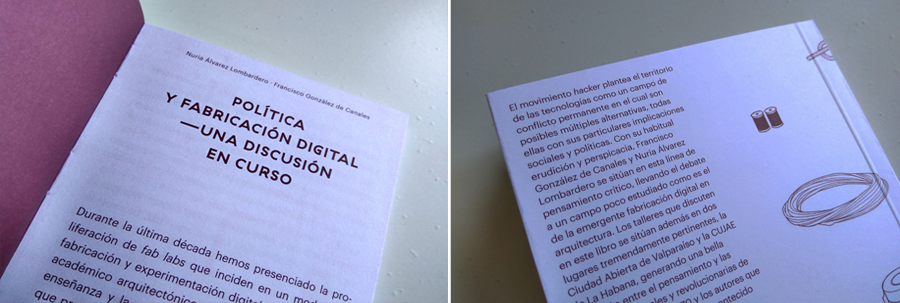 Nuria Álvarez Lombardero · Francisco González de Canales
POLÍTICA
Y FABRICACIÓN DIGITAL
—UNA DISCUSIÓN
EN CURSO
Durante la última década hemos presenciado la pro-
liferación de fab labs que inciden en un mod
fabricación y experimentación digital
académico arquitectónic
enseñanza y la
que pr
El movimiento hacker plantea el territorio
de las tecnologías como un campo de
conflicto permanente en el cual son
posibles múltiples alternativas, todas
ellas con sus particulares implicaciones
sociales y políticas. Con su habitual
erudición y perspicacia, Francisco
González de Canales y Nuria Álvarez
Lombardero se sitúan en esta línea de
pensamiento crítico, llevando el debate
a un campo poco estudiado como es el
de la emergente fabricación digital en
arquitectura. Los talleres que discuten
en este libro se sitúan además en dos
lugares tremendamente pertinentes, la
Ciudad Abierta de Valparaíso y la CUJAE
de La Habana, generando una bella
entre el pensamiento y las
ales y revolucionarias de
o y los autores que
ntenido